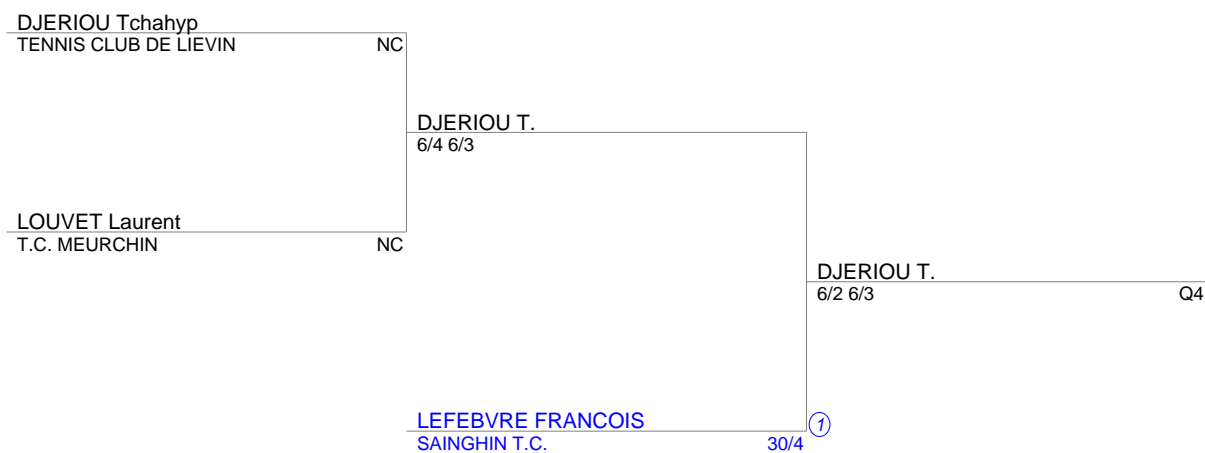 DJERIOU Tchahyp
TENNIS CLUB DE LIEVIN NC
DJERIOU T.
6/4 6/3
LOUVET Laurent
T.C. MEURCHIN NC
DJERIOU T.
6/2 6/3 Q4
LEFEBVRE FRANCOIS 1
SAINGHIN T.C. 30/4